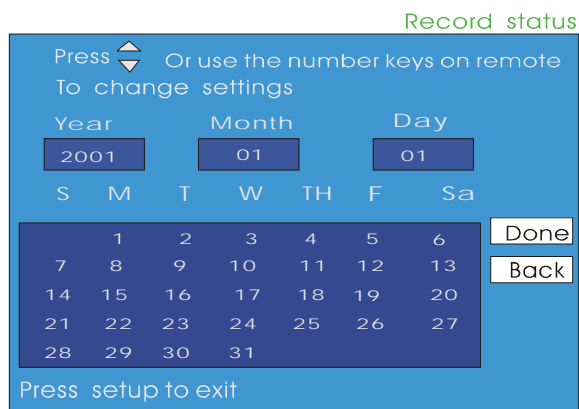 Record status
Press Or use the number keys on remote
To change settings
Year Month Day
2001 01 01
S M T W TH F Sa
1 2 3 4 5 6 Done
7 8 9 10 11 12 13 Back
14 15 16 17 18 19 20
21 22 23 24 25 26 27
28 29 30 31
Press setup to exit